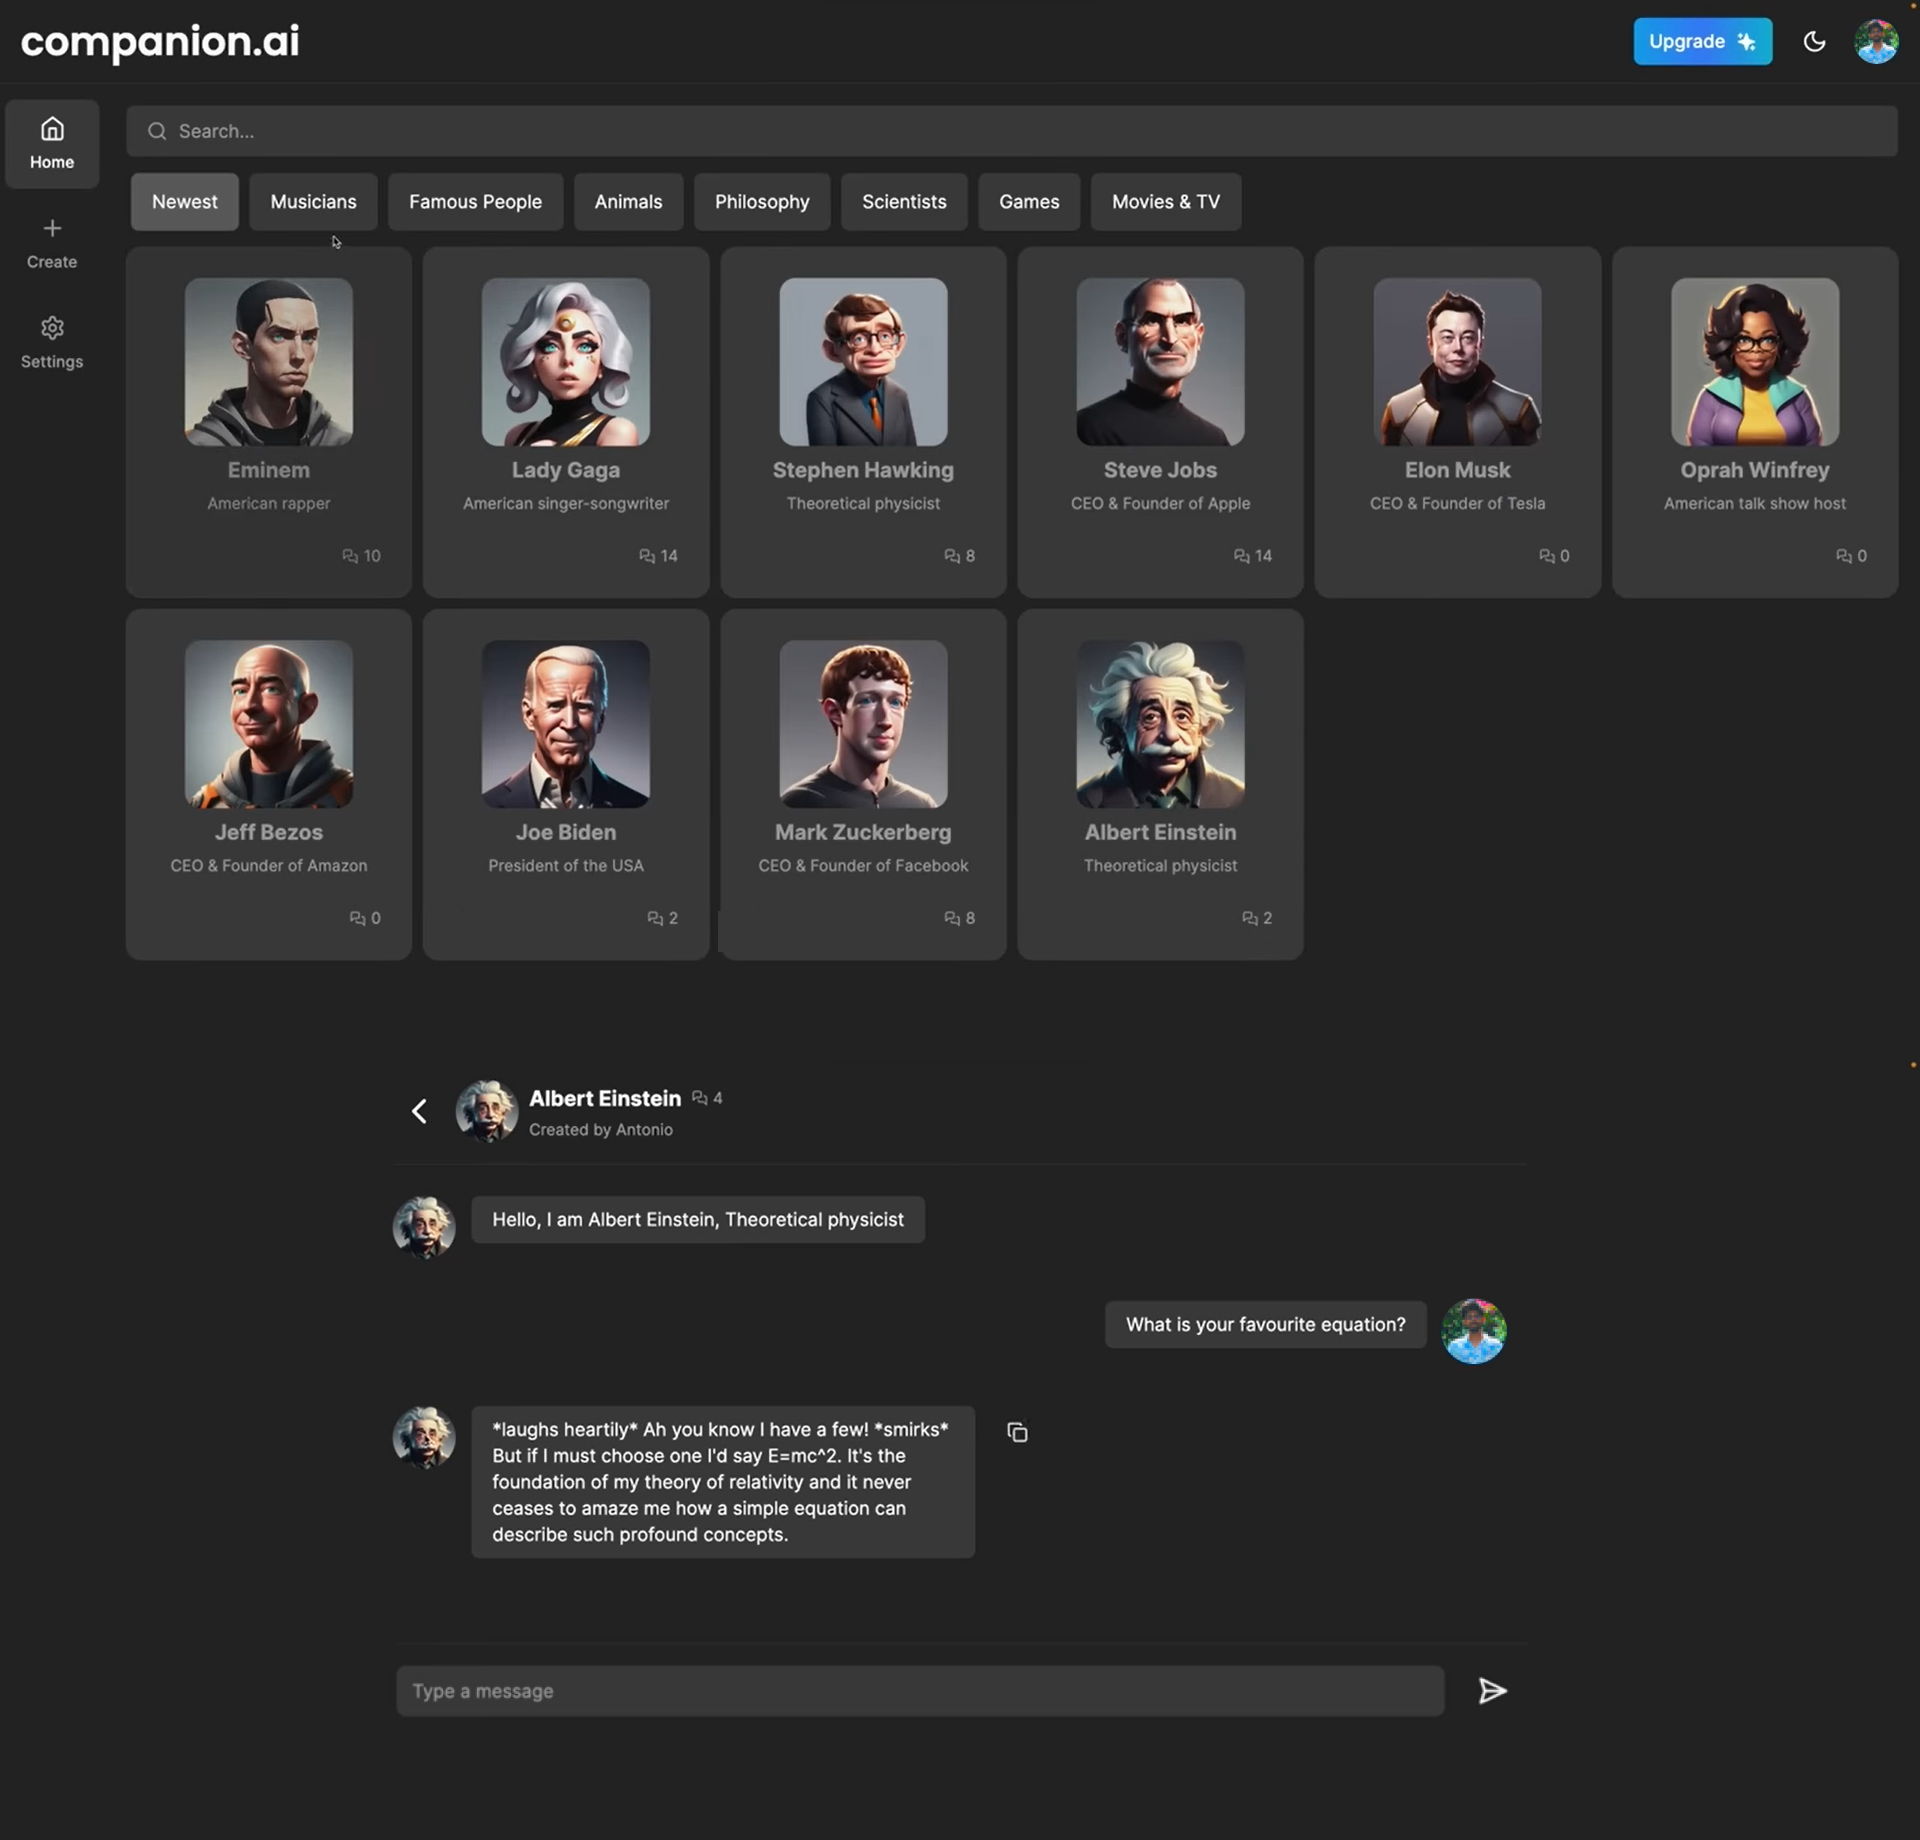 companion.ai
Upgrade
Home
Create
Settings
Search...
Newest
Musicians
Famous People
Animals
Philosophy
Scientists
Games
Movies & TV
Eminem
American rapper
10
Lady Gaga
American singer-songwriter
14
Stephen Hawking
Theoretical physicist
8
Steve Jobs
CEO & Founder of Apple
14
Elon Musk
CEO & Founder of Tesla
0
Oprah Winfrey
American talk show host
0
Jeff Bezos
CEO & Founder of Amazon
0
Joe Biden
President of the USA
2
Mark Zuckerberg
CEO & Founder of Facebook
8
Albert Einstein
Theoretical physicist
2
Albert Einstein 4
Created by Antonio
Hello, I am Albert Einstein, Theoretical physicist
What is your favourite equation?
*laughs heartily* Ah you know I have a few! *smirks*
But if I must choose one I'd say E=mc^2. It's the
foundation of my theory of relativity and it never
ceases to amaze me how a simple equation can
describe such profound concepts.
Type a message